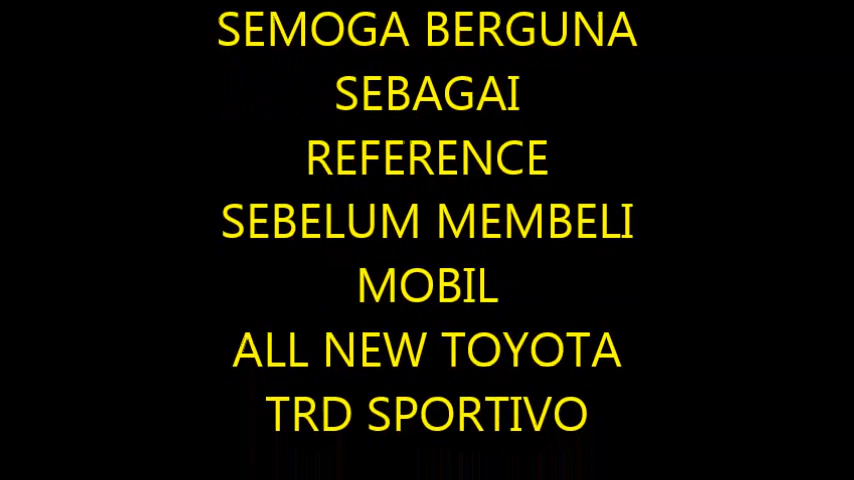 SEMOGA BERGUNA
SEBAGAI
REFERENCE
SEBELUM MEMBELI
MOBIL
ALL NEW TOYOTA
TRD SPORTIVO